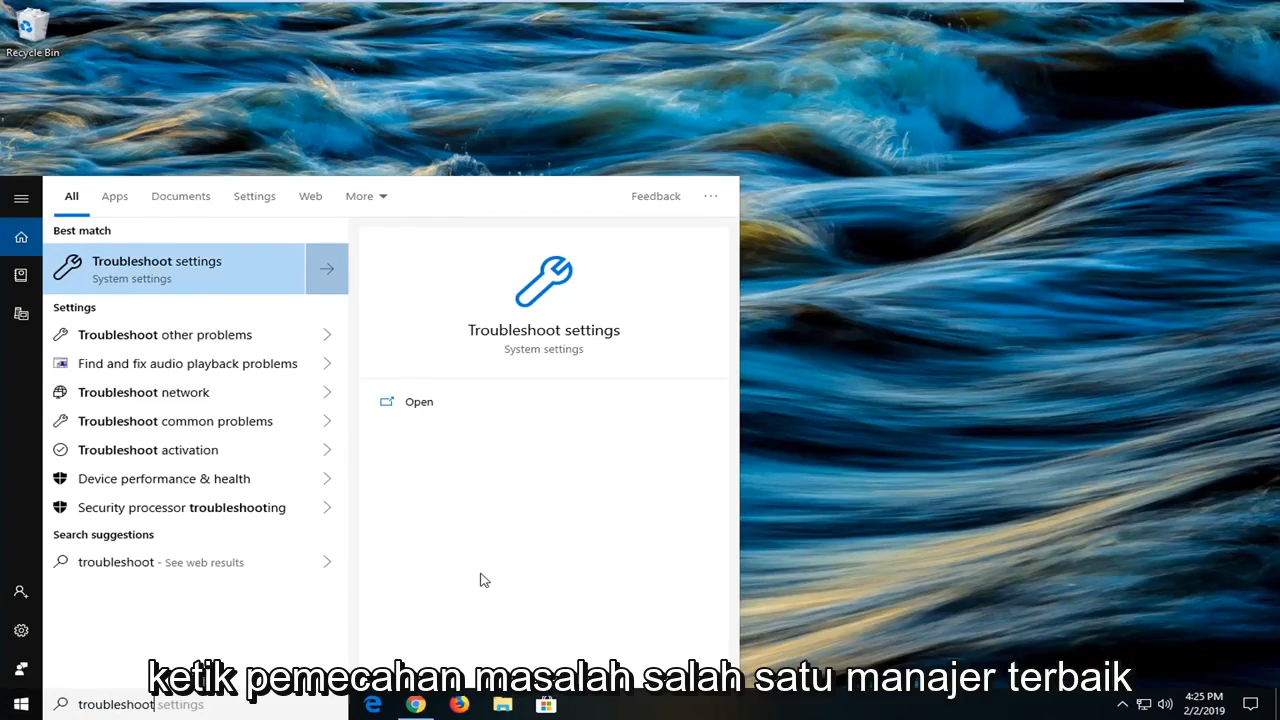 Recycle Bin
All Apps Documents Settings Web More Feedback ...
Best match
Troubleshoot settings
System settings
Settings
Troubleshoot other problems
Find and fix audio playback problems
Troubleshoot network
Troubleshoot common problems
Troubleshoot activation
Device performance & health
Security processor troubleshooting
Search suggestions
troubleshoot - See web results
Troubleshoot settings
System settings
Open
ketik pemecahan masalah salah satu manajer terbaik
troubleshoot settings
4:25 PM
2/2/2019